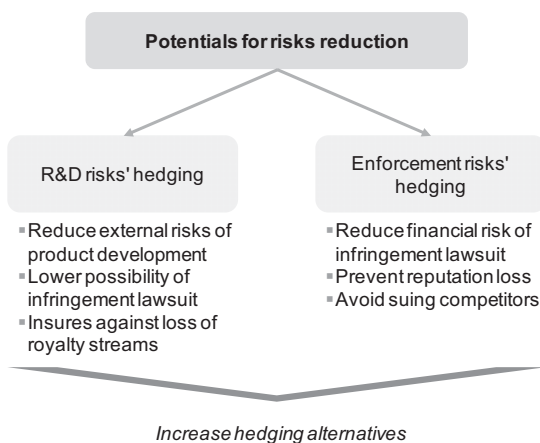 Potentials for risks reduction
R&D risks' hedging
▪Reduce external risks of
product development
▪Lower possibility of
infringement lawsuit
▪Insures against loss of
royalty streams
Enforcement risks'
hedging
▪Reduce financial risk of
infringement lawsuit
▪Prevent reputation loss
▪Avoid suing competitors
Increase hedging alternatives